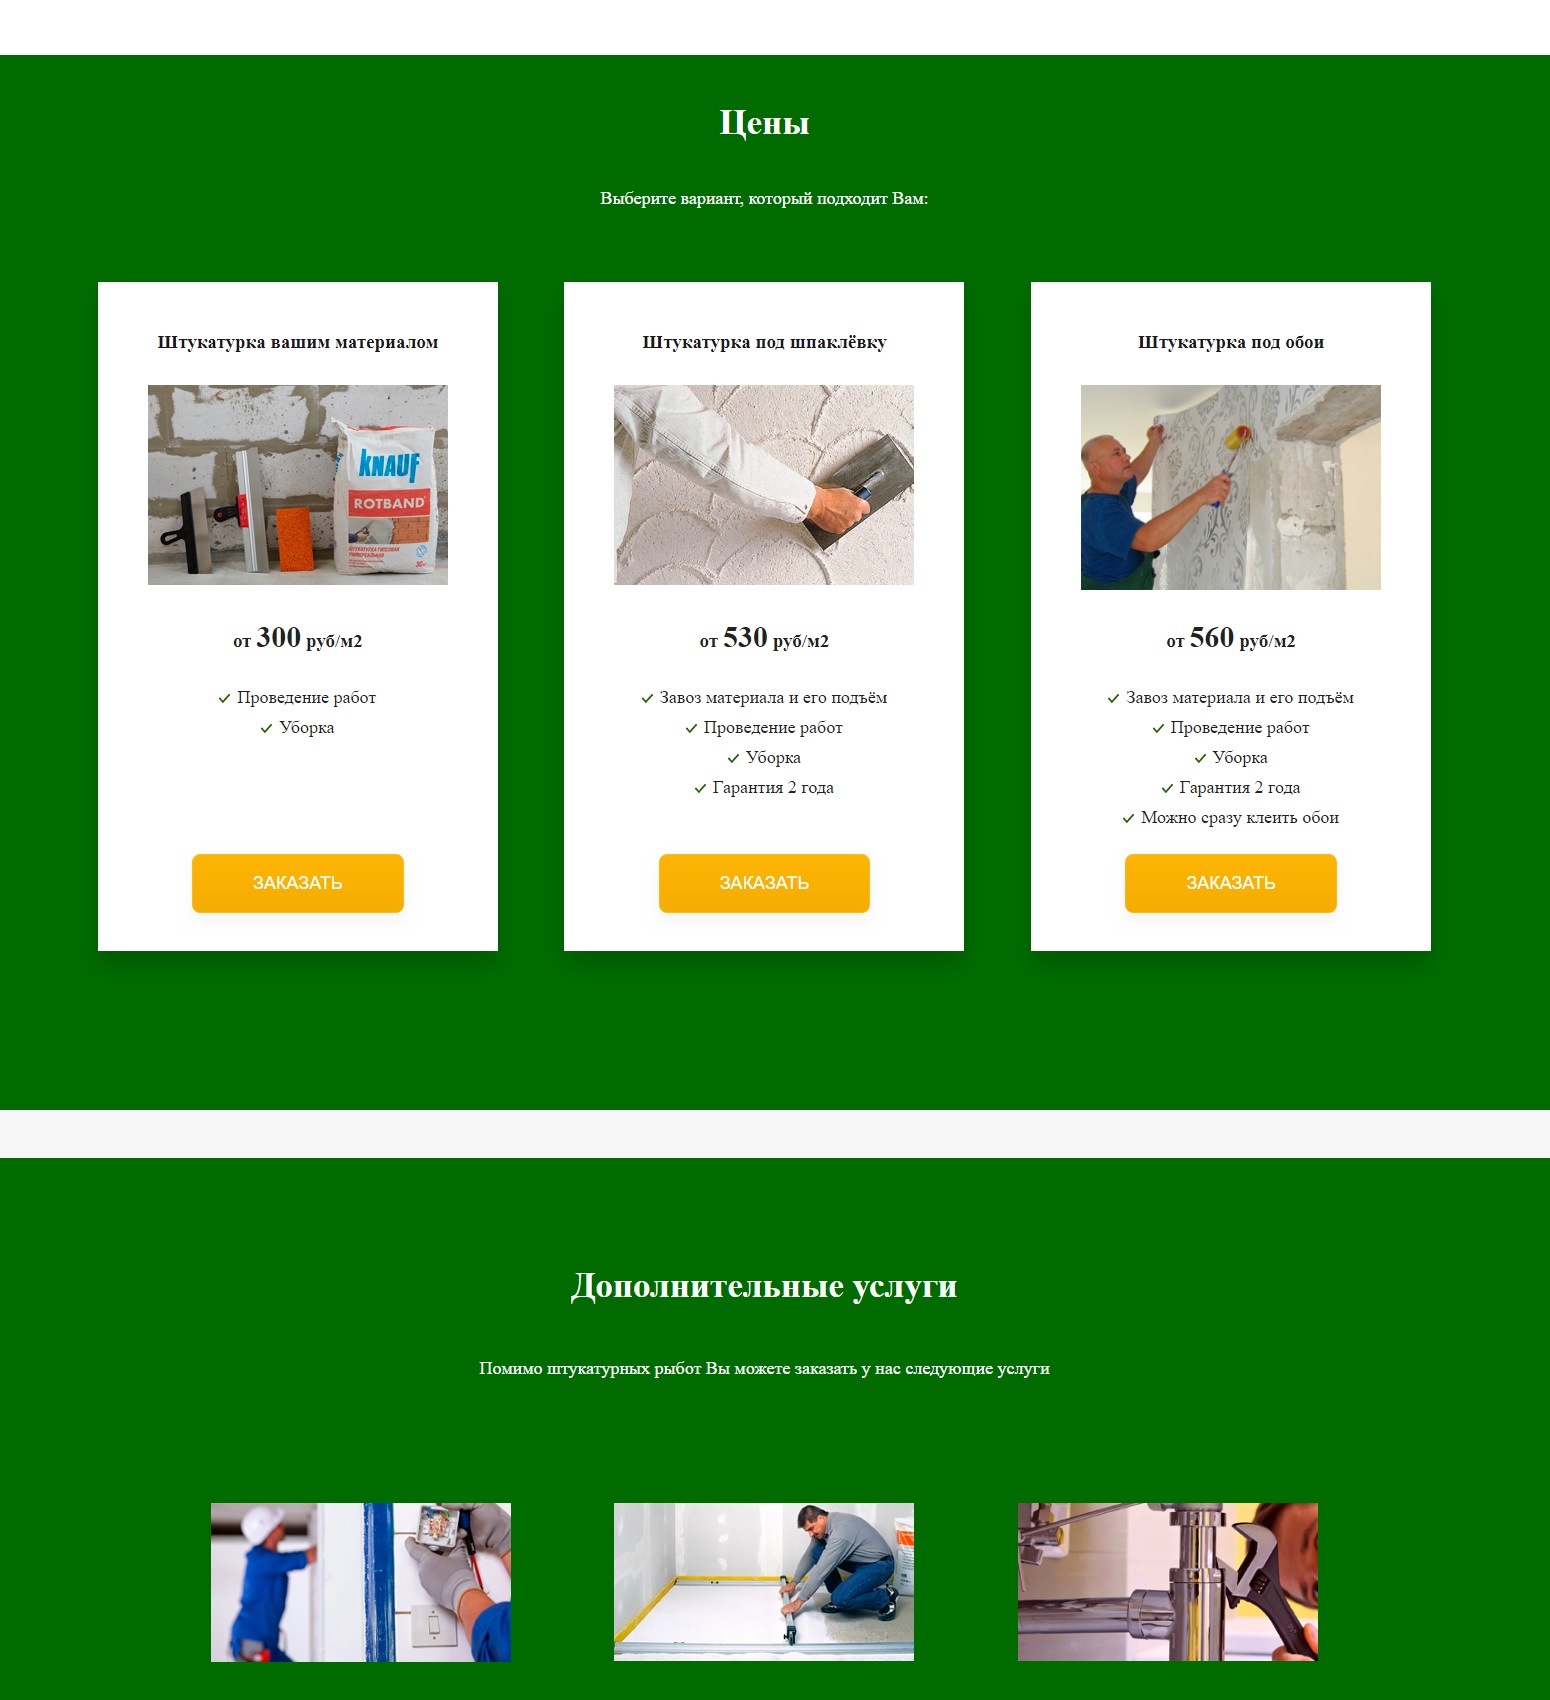 Цены
Выберите вариант, который подходит Вам:
Штукатурка вашим материалом
KNAUF
ROTBAND
ШТУКАТУРКА ГИПСОВАЯ
УНИВЕРСАЛЬНАЯ
от 300 руб/м2
Проведение работ
Уборка
ЗАКАЗАТЬ
Штукатурка под шпаклёвку
от 530 руб/м2
Завоз материала и его подъём
Проведение работ
Уборка
Гарантия 2 года
ЗАКАЗАТЬ
Штукатурка под обои
от 560 руб/м2
Завоз материала и его подъём
Проведение работ
Уборка
Гарантия 2 года
Можно сразу клеить обои
ЗАКАЗАТЬ
Дополнительные услуги
Помимо штукатурных рыбот Вы можете заказать у нас следующие услуги